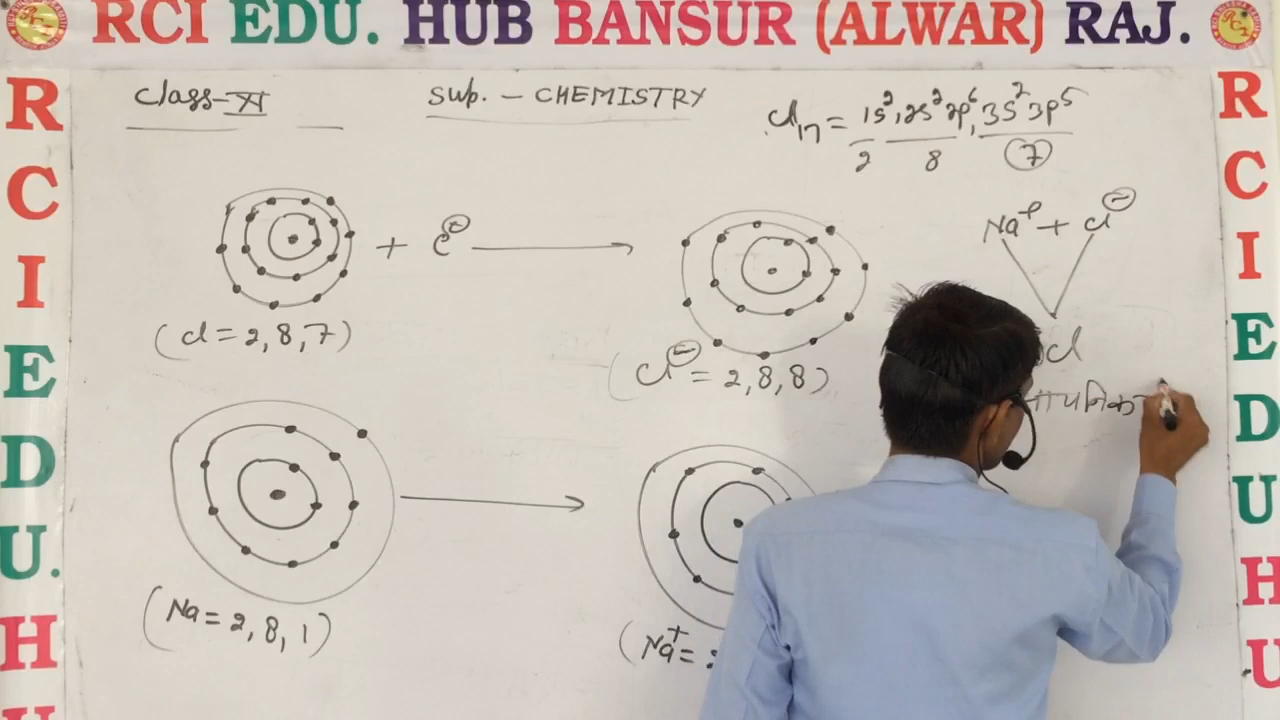 RCI EDU. HUB BANSUR (ALWAR) RAJ.
R
C
I
E
D
U.
H
Class-XI
Sub. - CHEMISTRY
Cl₁₇ = 1s², 2s² 2p⁶, 3s² 3p⁵
2 8 7
+ e⊖
(Cl = 2, 8, 7)
(Cl⊖ = 2, 8, 8)
Na⊕ + Cl⊖
Cl
(Na = 2, 8, 1)
(Na⁺ =
R
C
I
E
D
U
H
U